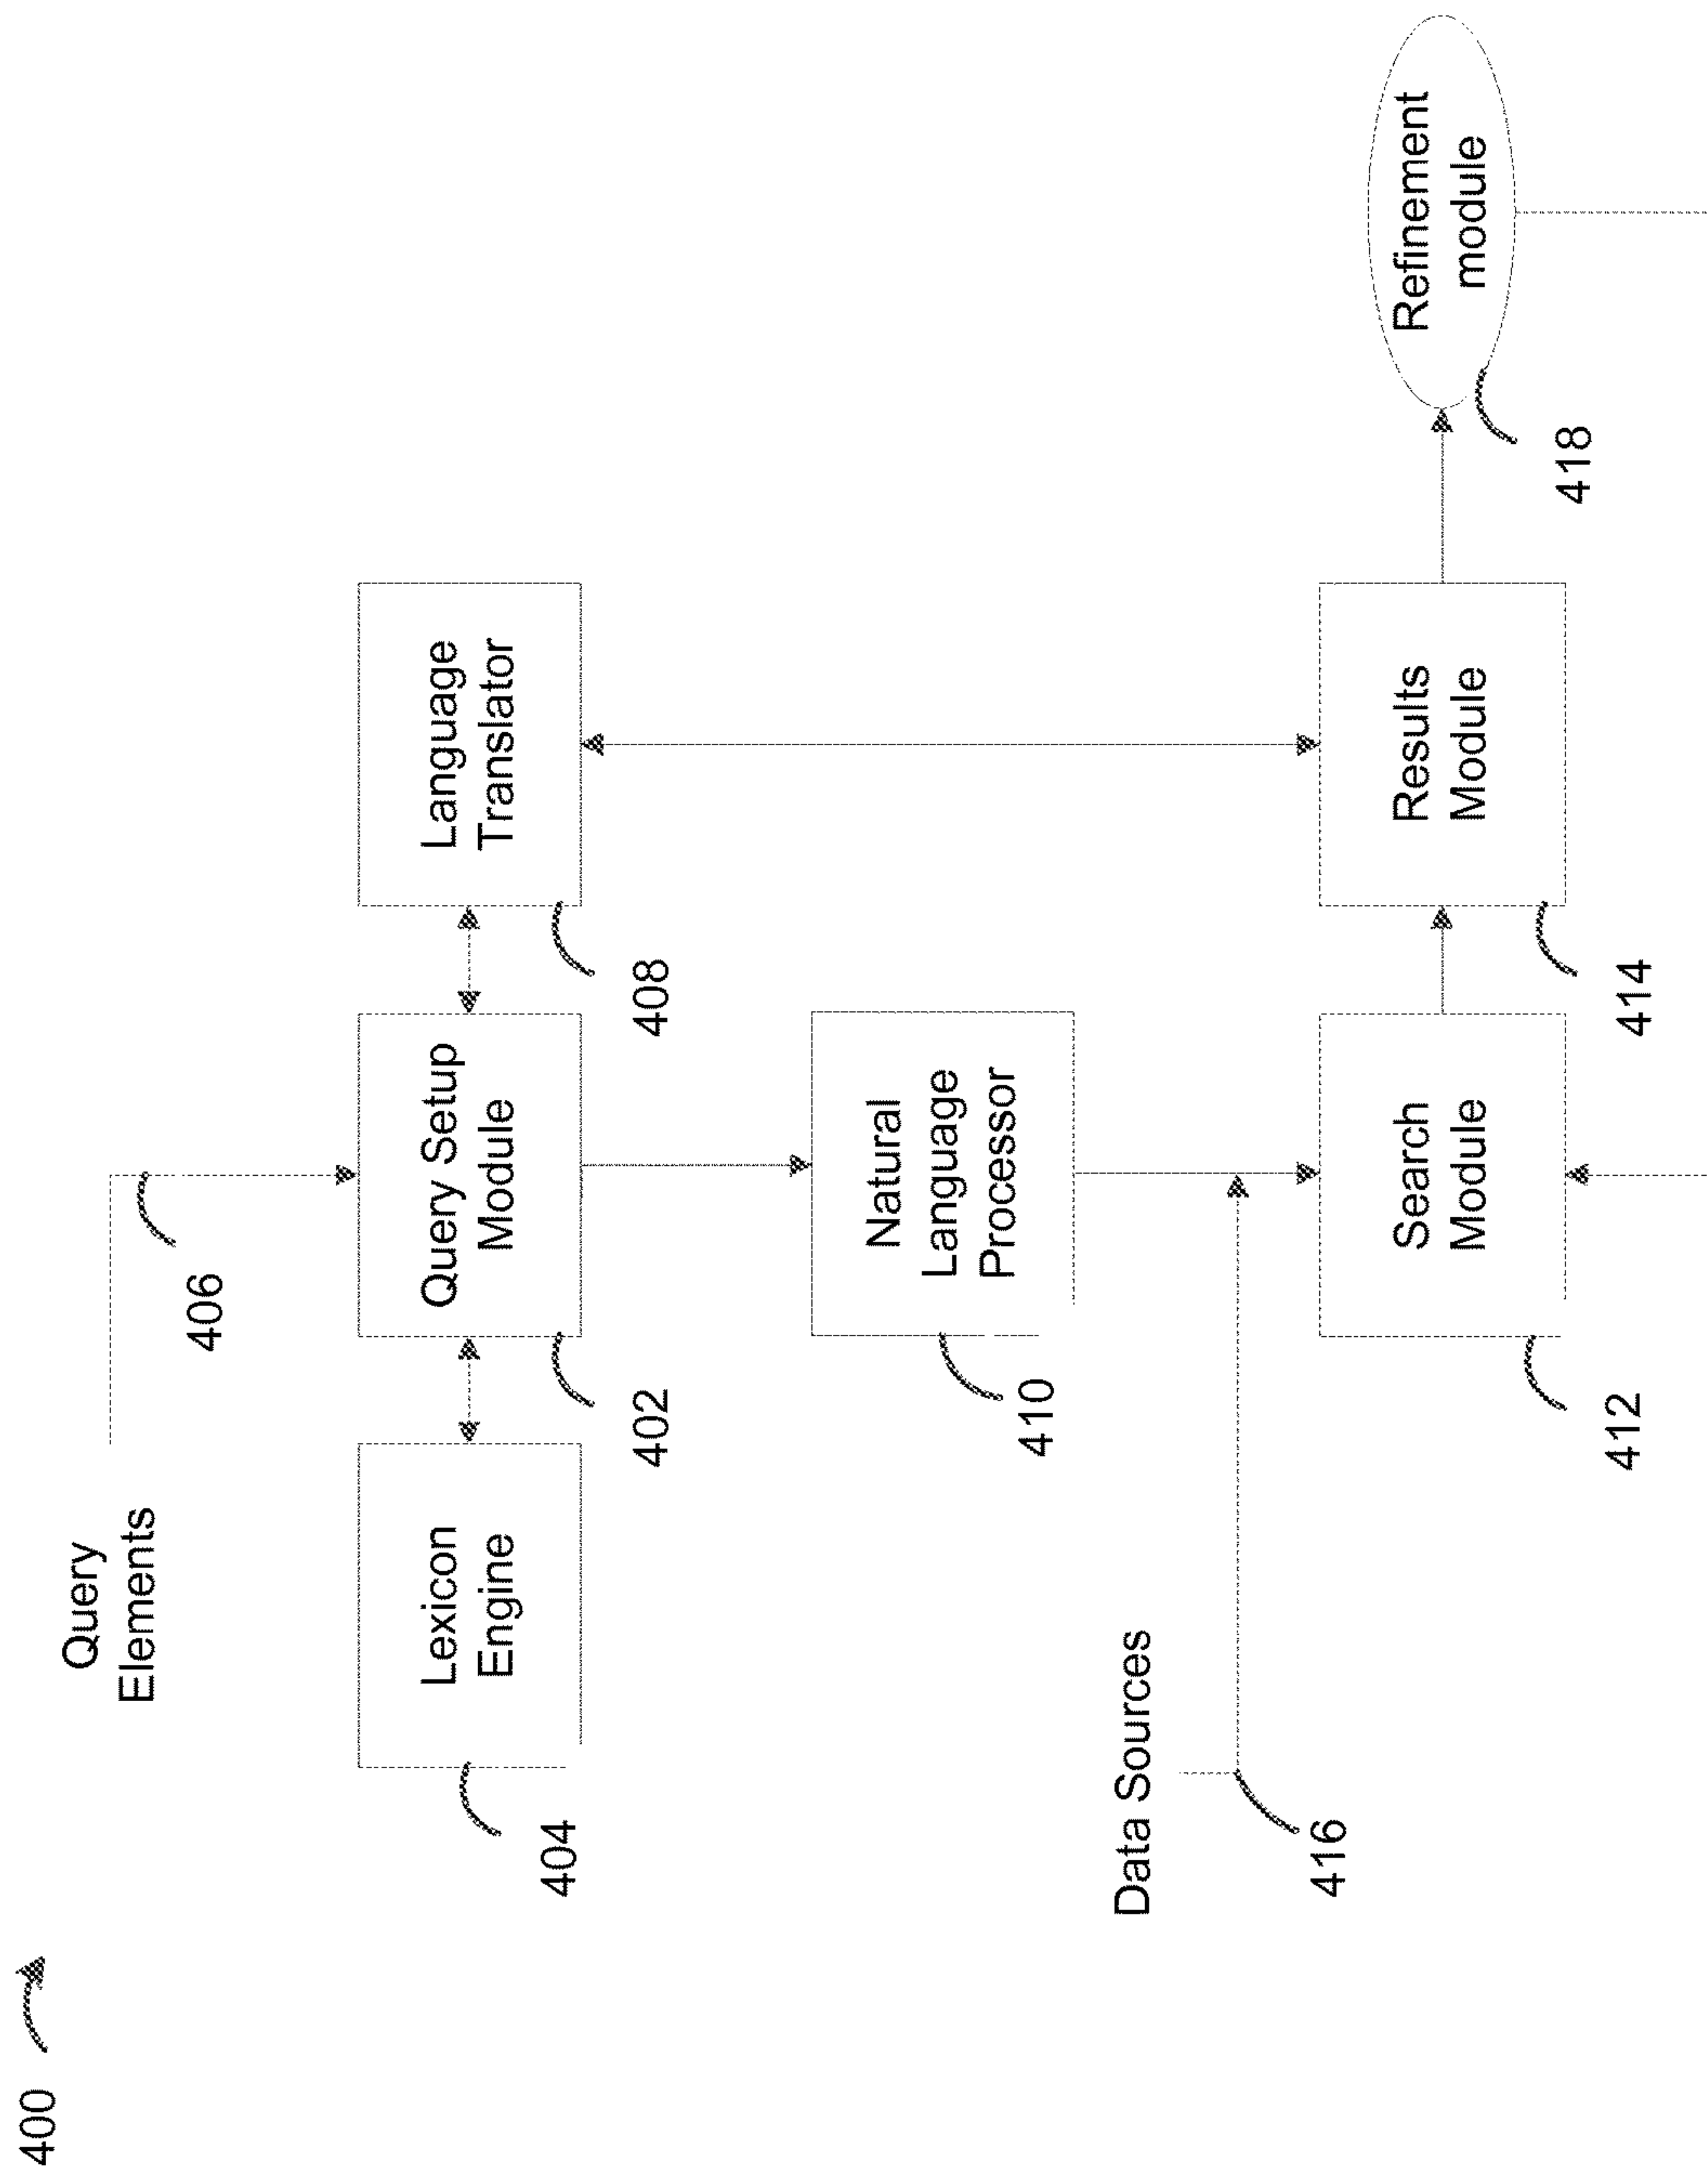 400
Query
Elements
406
Lexicon
Engine
Query Setup
Module
Language
Translator
404
402
408
Natural
Language
Processor
410
Data Sources
416
Search
Module
Results
Module
Refinement
module
418
412
414